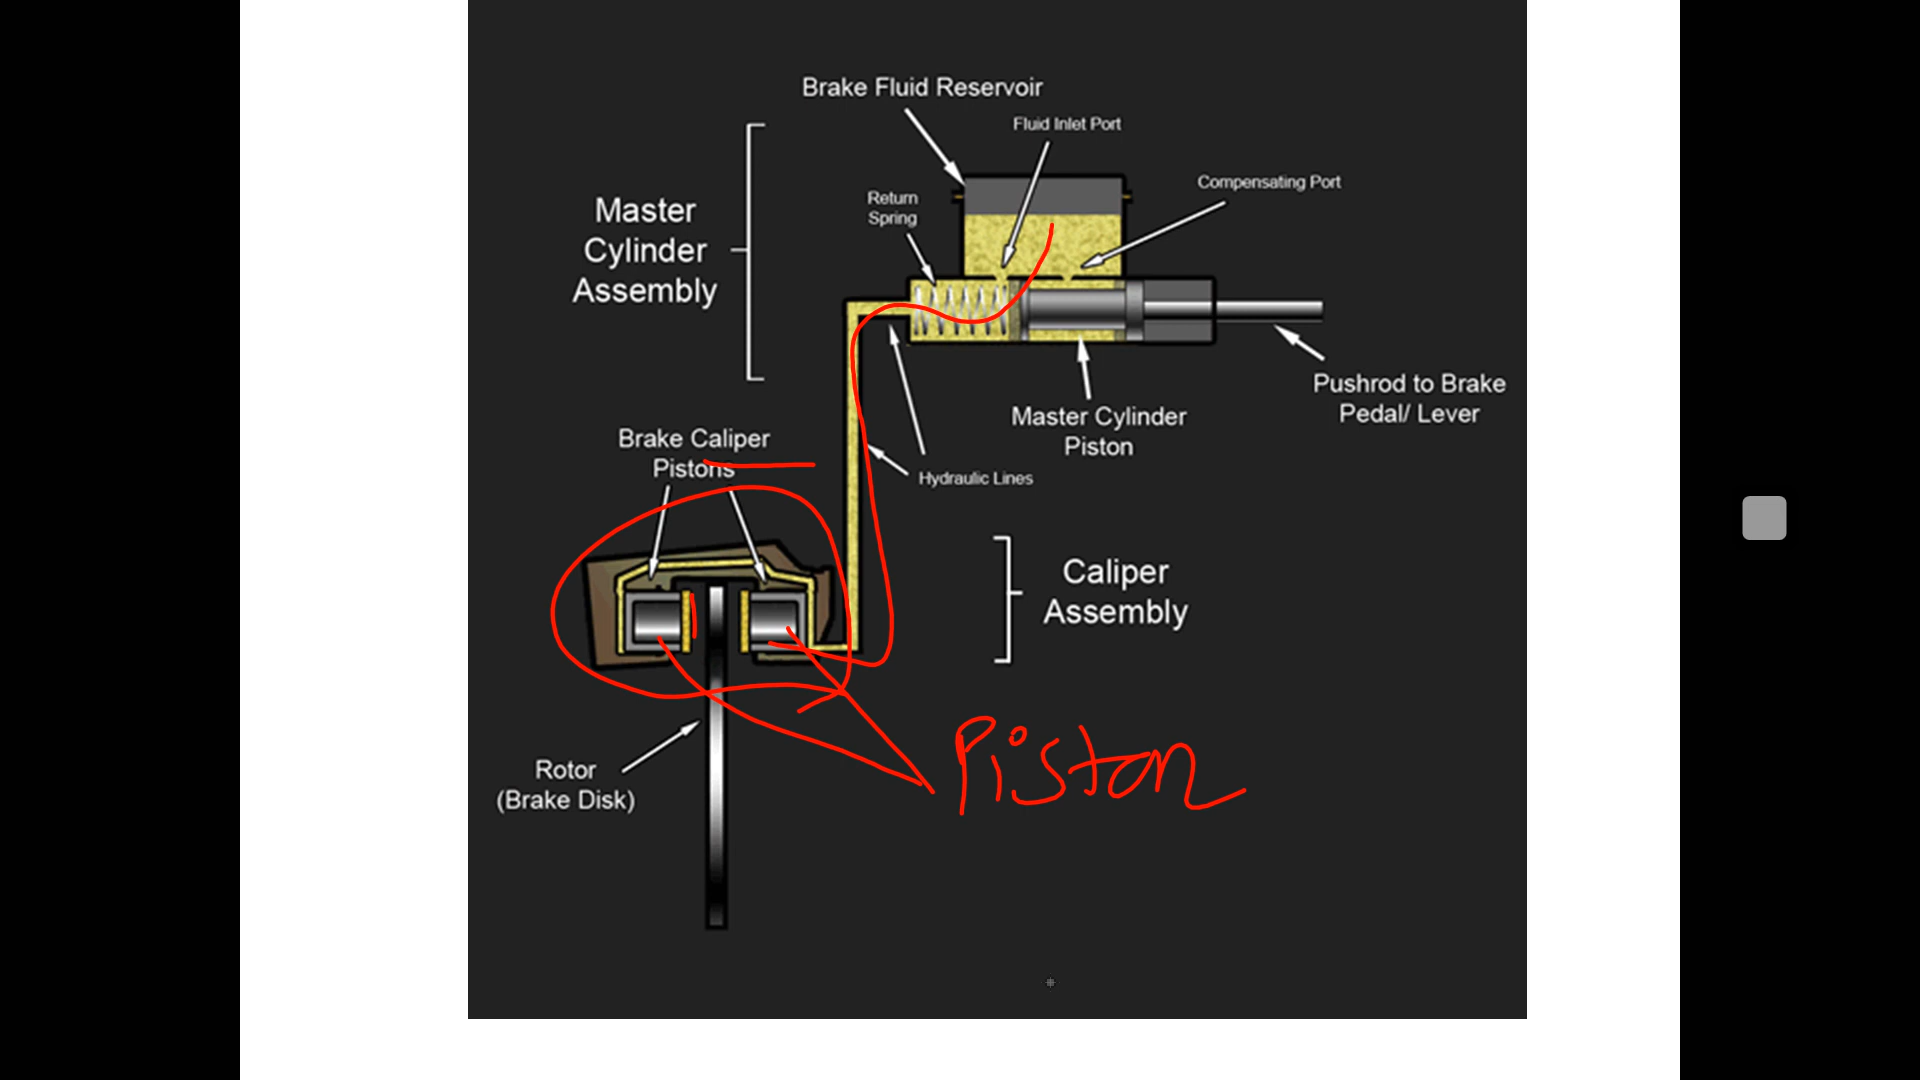 Brake Fluid Reservoir
Fluid Inlet Port
Compensating Port
Return
Spring
Master
Cylinder
Assembly
Pushrod to Brake
Pedal/ Lever
Master Cylinder
Piston
Brake Caliper
Pistons
Hydraulic Lines
Caliper
Assembly
Rotor
(Brake Disk)
Piston